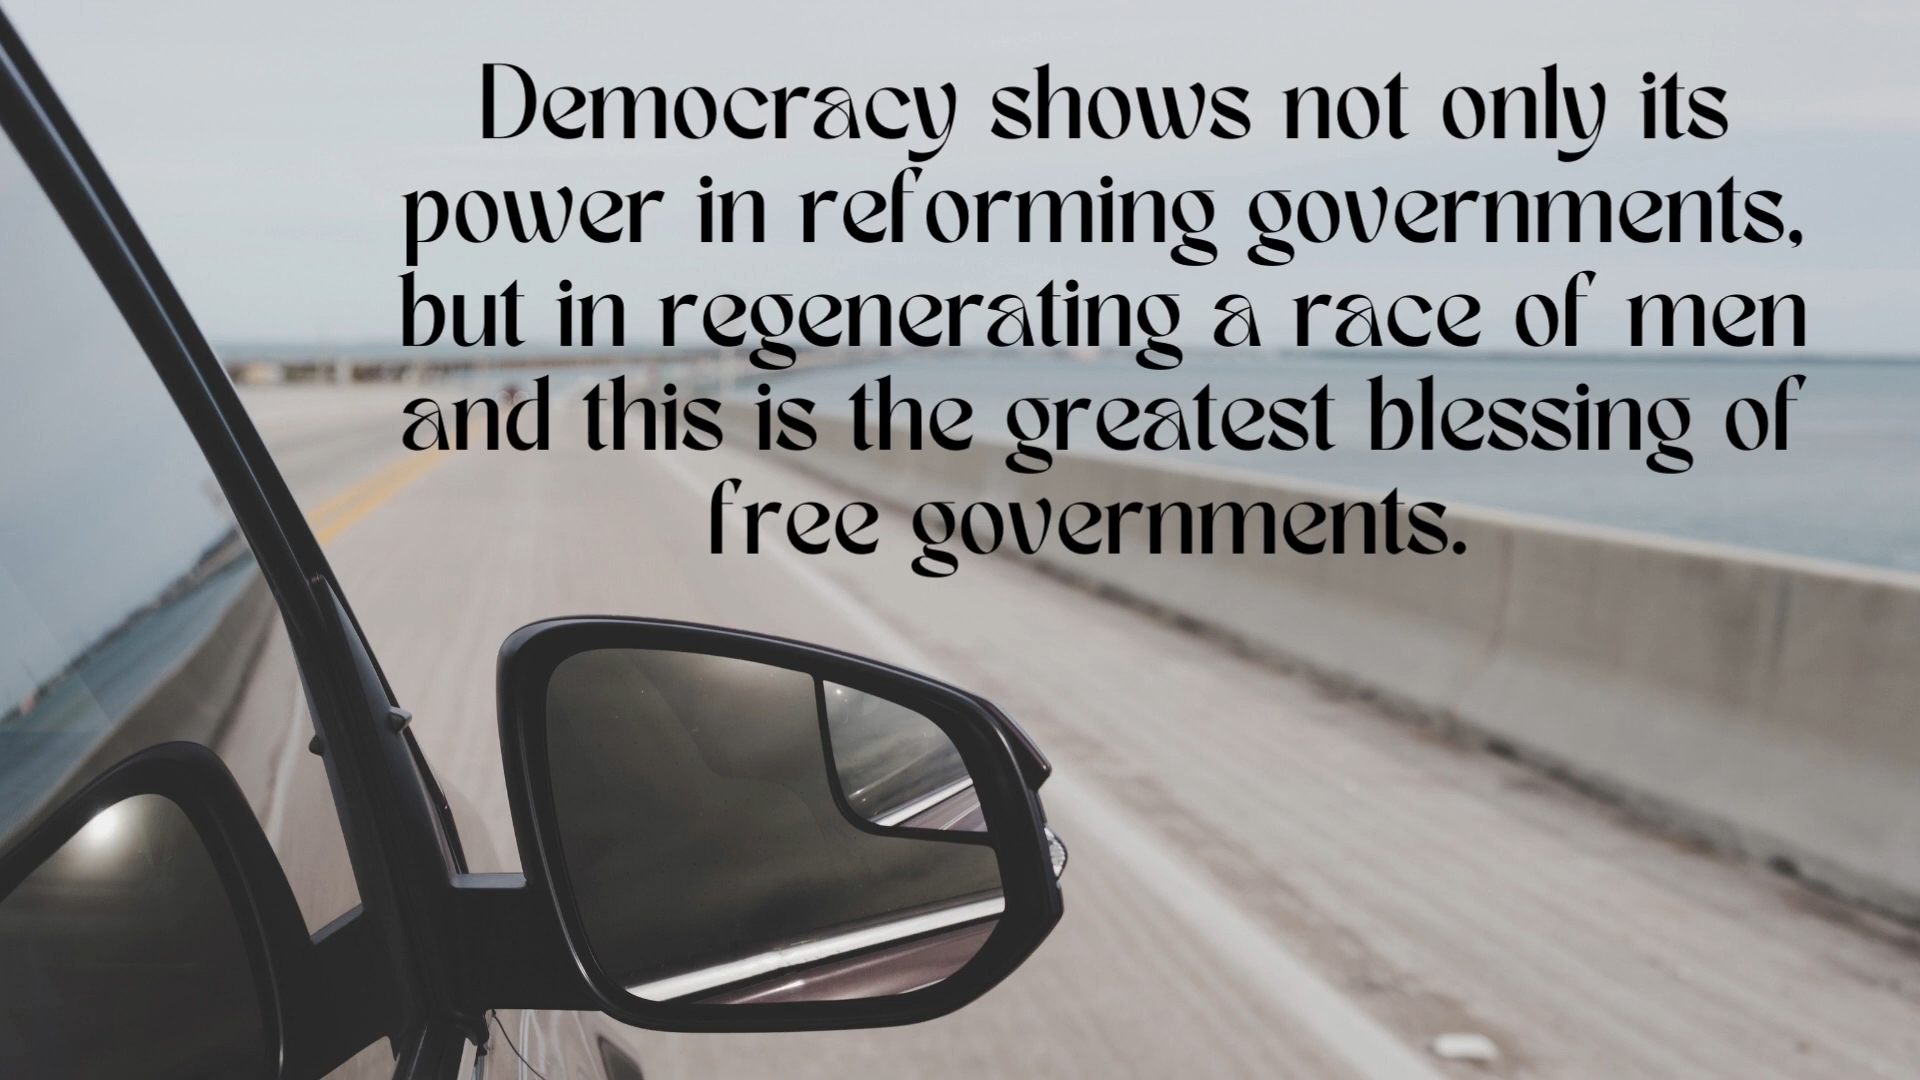 Democracy shows not only its
power in reforming governments,
but in regenerating a race of men
and this is the greatest blessing of
free governments.